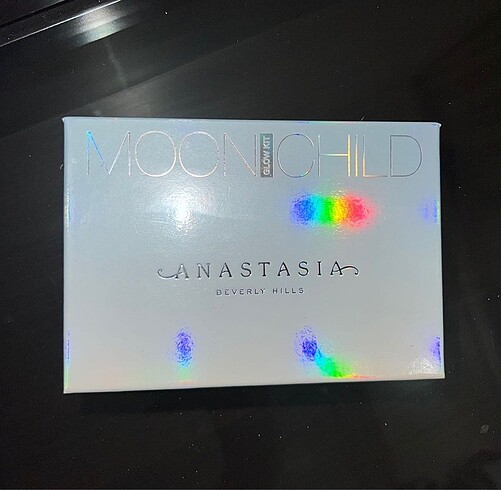 MOON GLOW KIT CHILD
ANASTASIA
BEVERLY HILLS